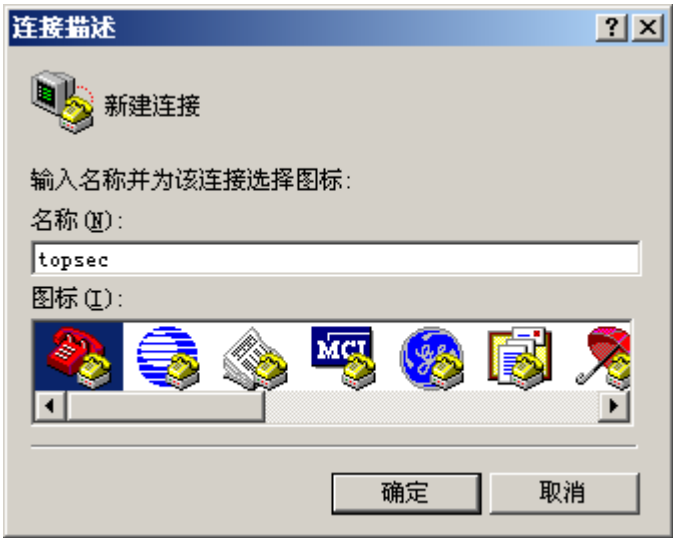 连接描述
新建连接
输入名称并为该连接选择图标:
名称(N):
topsec
图标(I):
MCI
确定
取消